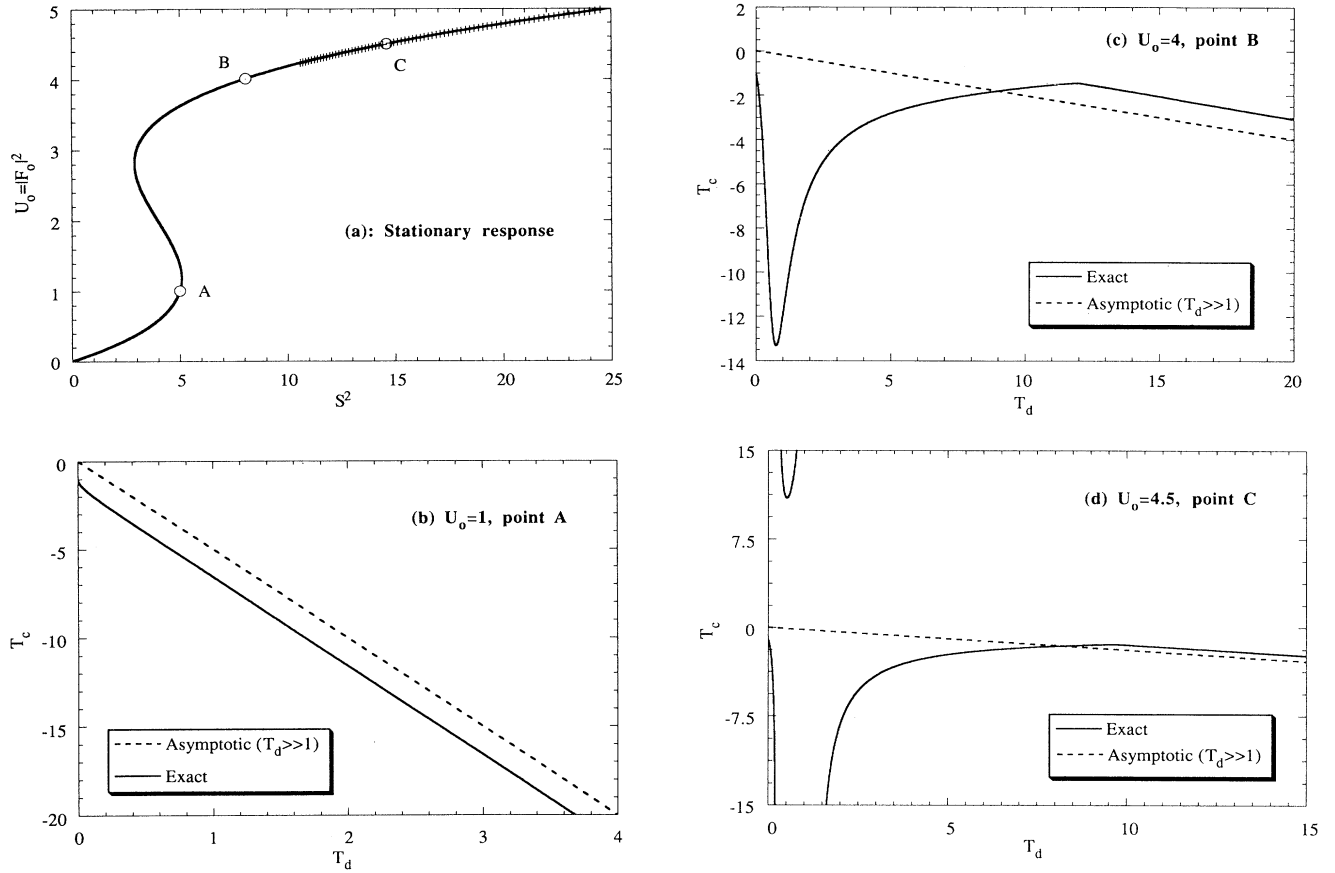 5
4
3
2
1
0
U_o=|F_o|^2
B
C
A
(a): Stationary response
0
5
10
15
20
25
S^2
2
0
-2
-4
-6
-8
-10
-12
-14
T_c
(c) U_o=4, point B
Exact
Asymptotic (T_d>>1)
0
5
10
15
20
T_d
0
-5
-10
-15
-20
T_c
(b) U_o=1, point A
Asymptotic (T_d>>1)
Exact
0
1
2
3
4
T_d
15
7.5
0
-7.5
-15
T_c
(d) U_o=4.5, point C
Exact
Asymptotic (T_d>>1)
0
5
10
15
T_d